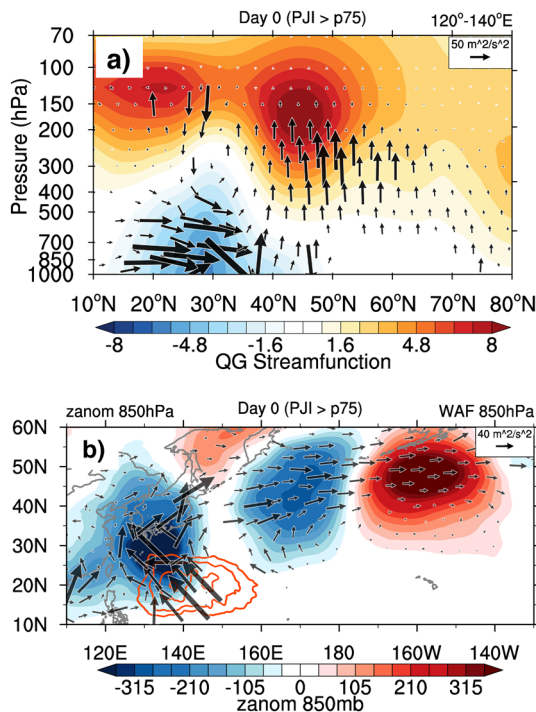 Day 0 (PJI > p75) 120°-140°E
a)
50 m^2/s^2
Pressure (hPa)
70
100
150
200
300
400
500
700
850
1000
10°N 20°N 30°N 40°N 50°N 60°N 70°N 80°N
-8 -4.8 -1.6 1.6 4.8 8
QG Streamfunction
zanom 850hPa Day 0 (PJI > p75) WAF 850hPa
b)
40 m^2/s^2
60N
50N
40N
30N
20N
10N
120E 140E 160E 180 160W 140W
-315 -210 -105 0 105 210 315
zanom 850mb